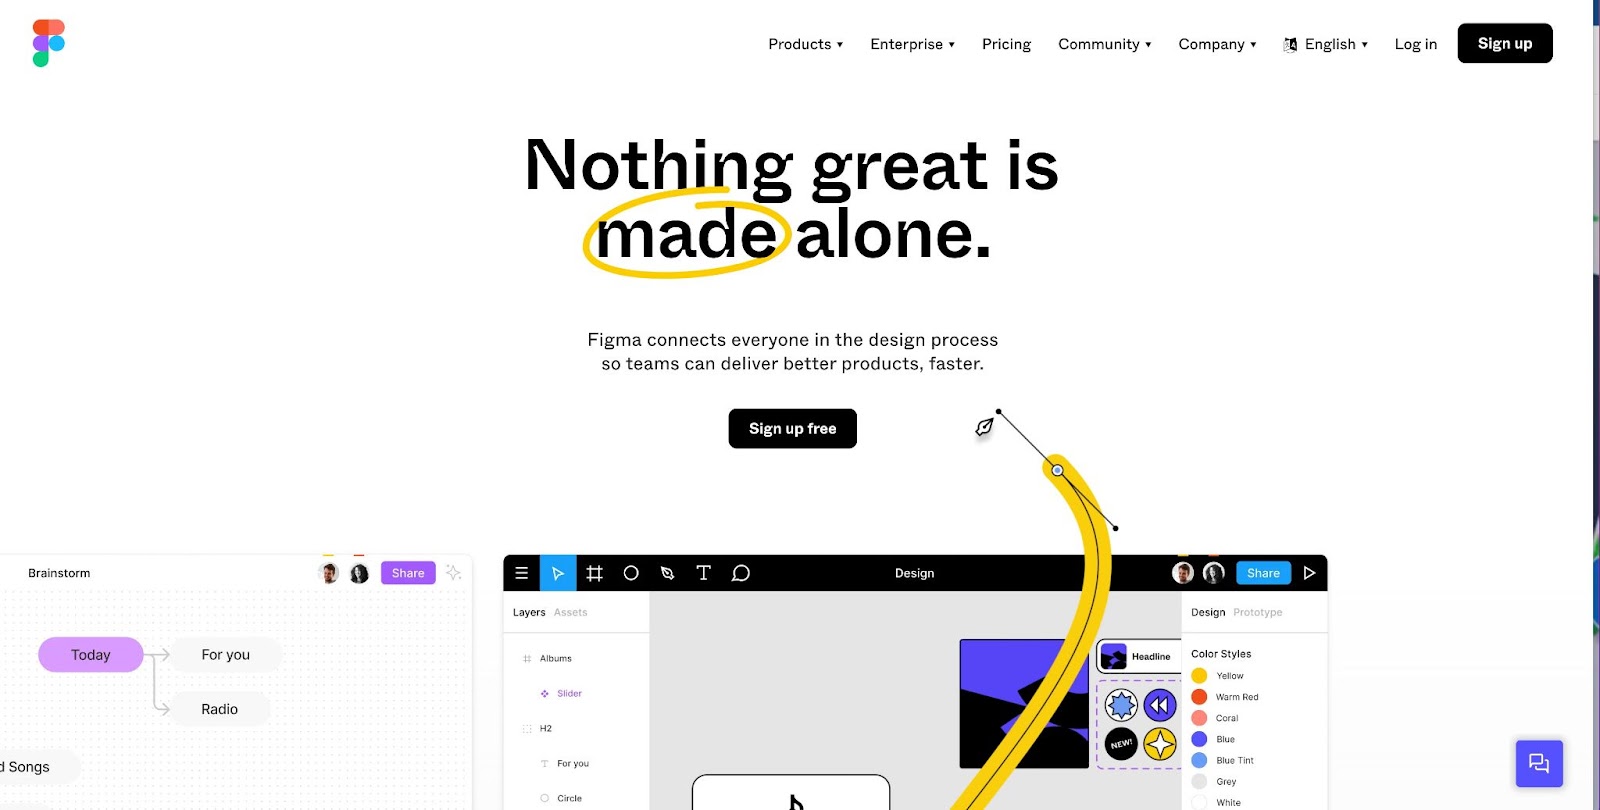 Products ▾ Enterprise ▾ Pricing Community ▾ Company ▾ English ▾ Log in Sign up
Nothing great is
made alone.
Figma connects everyone in the design process
so teams can deliver better products, faster.
Sign up free
Brainstorm Share
Today For you
Radio
d Songs
Design Share
Layers Assets
Albums
Slider
H2
For you
Circle
Headline
NEW!
Design Prototype
Color Styles
Yellow
Warm Red
Coral
Blue
Blue Tint
Grey
White